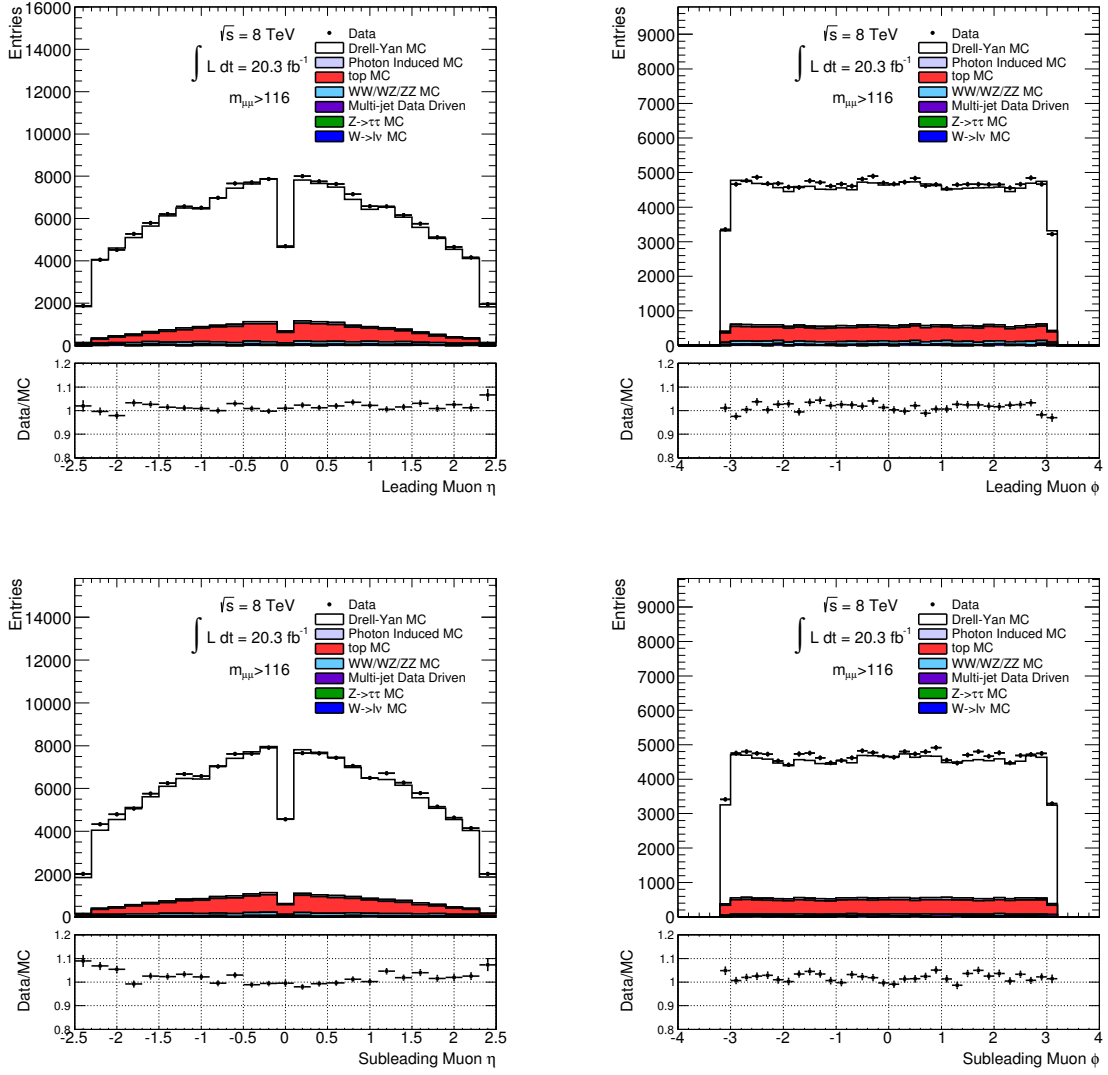 Entries
16000
14000
12000
10000
8000
6000
4000
2000
0
√s = 8 TeV
∫ L dt = 20.3 fb⁻¹
mμμ>116
Data
Drell-Yan MC
Photon Induced MC
top MC
WW/WZ/ZZ MC
Multi-jet Data Driven
Z->ττ MC
W->lν MC
Data/MC
1.2
1.1
1
0.9
0.8
-2.5 -2 -1.5 -1 -0.5 0 0.5 1 1.5 2 2.5
Leading Muon η
Entries
9000
8000
7000
6000
5000
4000
3000
2000
1000
0
√s = 8 TeV
∫ L dt = 20.3 fb⁻¹
mμμ>116
Data
Drell-Yan MC
Photon Induced MC
top MC
WW/WZ/ZZ MC
Multi-jet Data Driven
Z->ττ MC
W->lν MC
Data/MC
1.2
1.1
1
0.9
0.8
-4 -3 -2 -1 0 1 2 3 4
Leading Muon ϕ
Entries
14000
12000
10000
8000
6000
4000
2000
0
√s = 8 TeV
∫ L dt = 20.3 fb⁻¹
mμμ>116
Data
Drell-Yan MC
Photon Induced MC
top MC
WW/WZ/ZZ MC
Multi-jet Data Driven
Z->ττ MC
W->lν MC
Data/MC
1.2
1.1
1
0.9
0.8
-2.5 -2 -1.5 -1 -0.5 0 0.5 1 1.5 2 2.5
Subleading Muon η
Entries
9000
8000
7000
6000
5000
4000
3000
2000
1000
0
√s = 8 TeV
∫ L dt = 20.3 fb⁻¹
mμμ>116
Data
Drell-Yan MC
Photon Induced MC
top MC
WW/WZ/ZZ MC
Multi-jet Data Driven
Z->ττ MC
W->lν MC
Data/MC
1.2
1.1
1
0.9
0.8
-4 -3 -2 -1 0 1 2 3 4
Subleading Muon ϕ